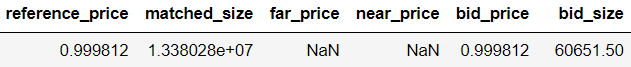 reference_price matched_size far_price near_price bid_price bid_size
0.999812 1.338028e+07 NaN NaN 0.999812 60651.50